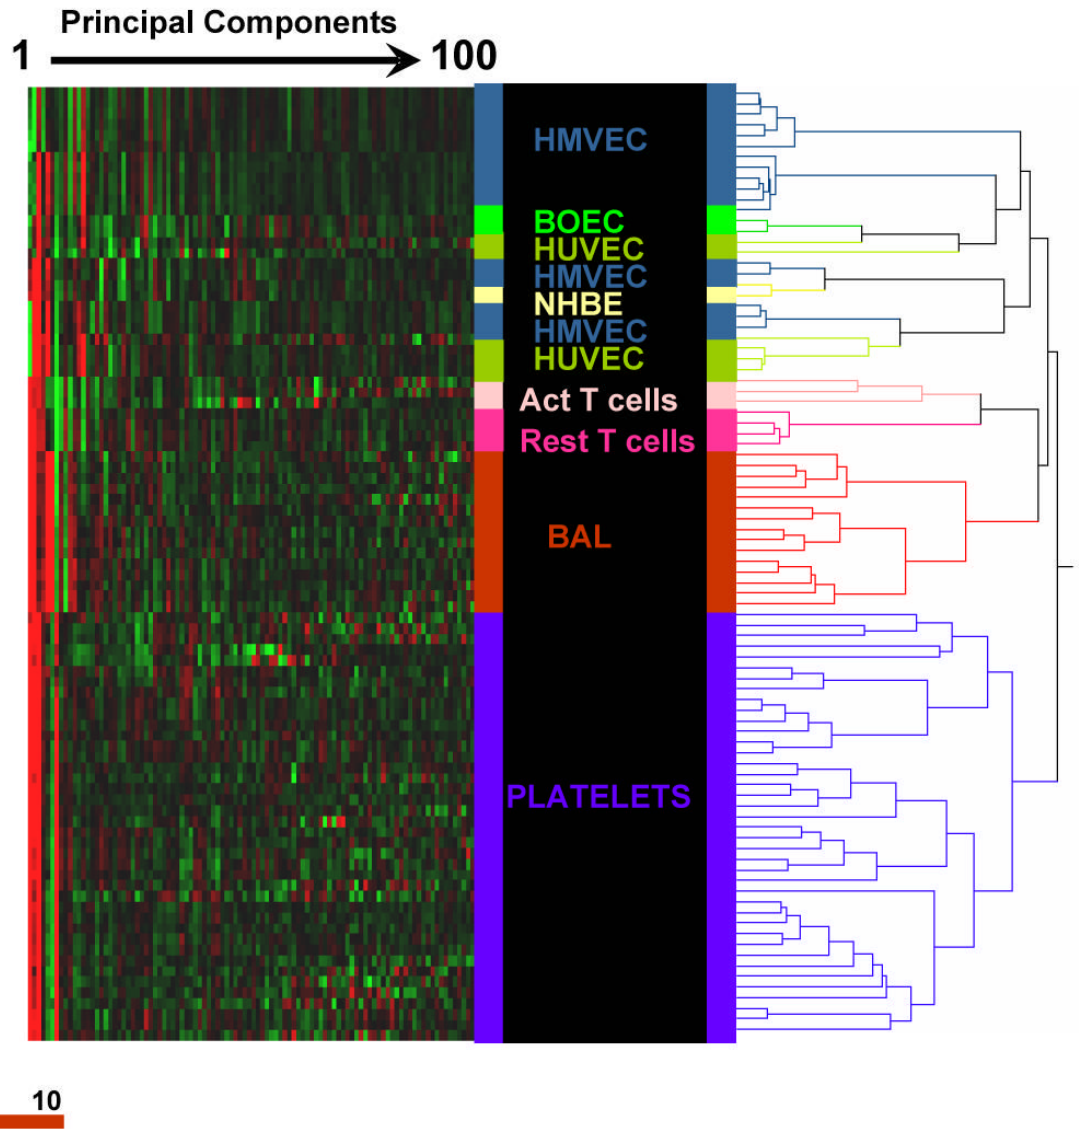 Principal Components
1 100
HMVEC
BOEC
HUVEC
HMVEC
NHBE
HMVEC
HUVEC
Act T cells
Rest T cells
BAL
PLATELETS
10